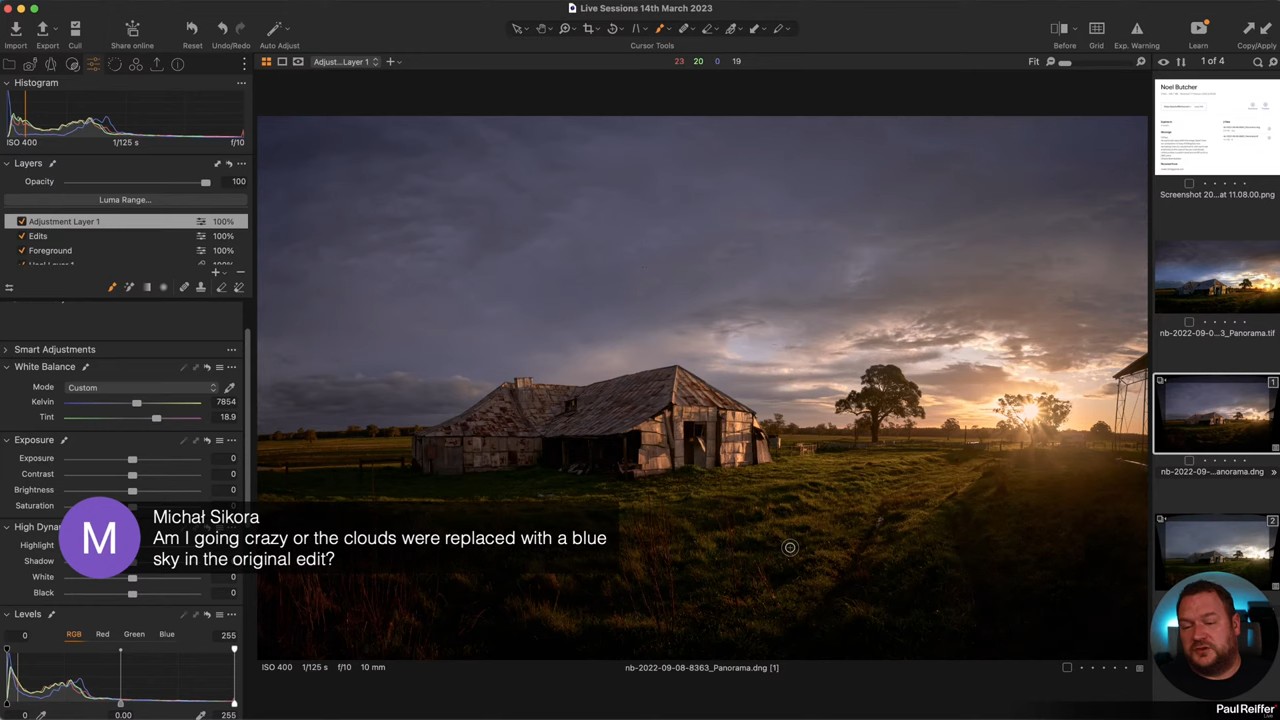 Live Sessions 14th March 2023
Import
Export
Cull
Share online
Reset
Undo/Redo
Auto Adjust
Cursor Tools
Before
Grid
Exp. Warning
Learn
Copy/Apply
Adjust...Layer 1
23 20 0 19
Fit
1 of 4
Histogram
ISO 400 1/125 s f/10
Layers
Opacity 100
Luma Range...
Adjustment Layer 1 100%
Edits 100%
Foreground 100%
Smart Adjustments
White Balance
Mode Custom
Kelvin 7854
Tint 18.9
Exposure
Exposure 0
Contrast 0
Brightness 0
Saturation
High Dyna
Highlight
Shadow
White 0
Black 0
Levels
0 RGB Red Green Blue 255
0 0.00 255
M
Michał Sikora
Am I going crazy or the clouds were replaced with a blue
sky in the original edit?
ISO 400 1/125 s f/10 10 mm
nb-2022-09-08-8363_Panorama.dng [1]
Noel Butcher
Screenshot 20... at 11.08.00.png
nb-2022-09-0...3_Panorama.tif
1
nb-2022-09-...anorama.dng
2
Paul Reiffer
Live